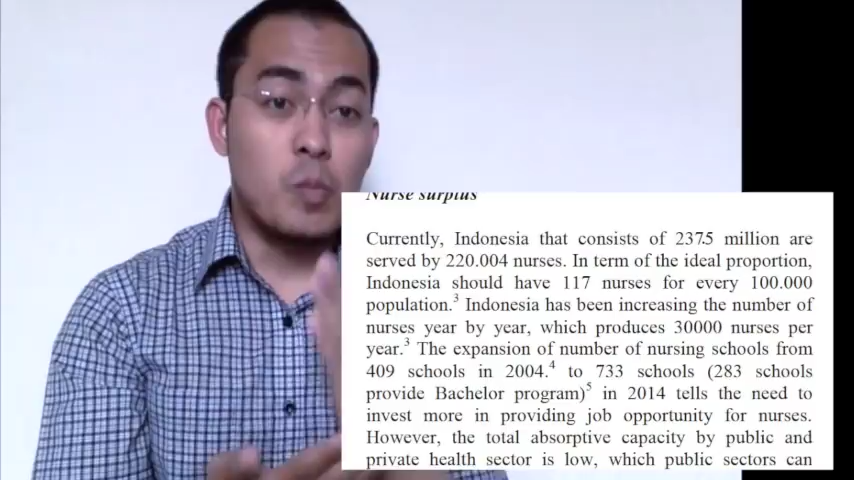 Nurse surplus
Currently, Indonesia that consists of 237.5 million are
served by 220.004 nurses. In term of the ideal proportion,
Indonesia should have 117 nurses for every 100.000
population.3 Indonesia has been increasing the number of
nurses year by year, which produces 30000 nurses per
year.3 The expansion of number of nursing schools from
409 schools in 2004.4 to 733 schools (283 schools
provide Bachelor program)5 in 2014 tells the need to
invest more in providing job opportunity for nurses.
However, the total absorptive capacity by public and
private health sector is low, which public sectors can